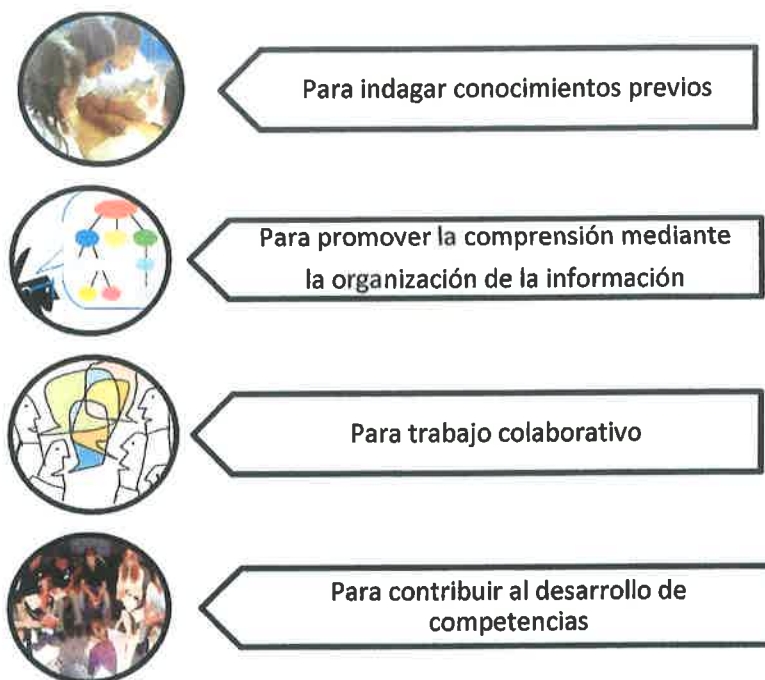 Para indagar conocimientos previos
Para promover la comprensión mediante
la organización de la información
Para trabajo colaborativo
Para contribuir al desarrollo de
competencias